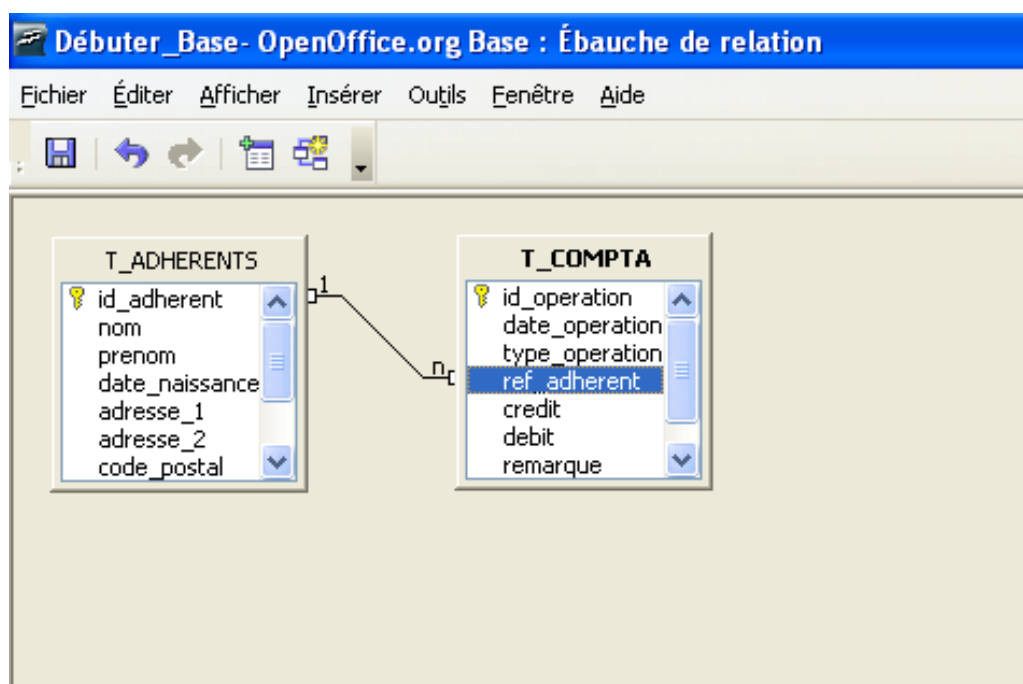 Débuter_Base- OpenOffice.org Base : Ébauche de relation
Fichier Éditer Afficher Insérer Outils Fenêtre Aide
T_ADHERENTS
id_adherent
nom
prenom
date_naissance
adresse_1
adresse_2
code_postal
1
n
T_COMPTA
id_operation
date_operation
type_operation
ref_adherent
credit
debit
remarque